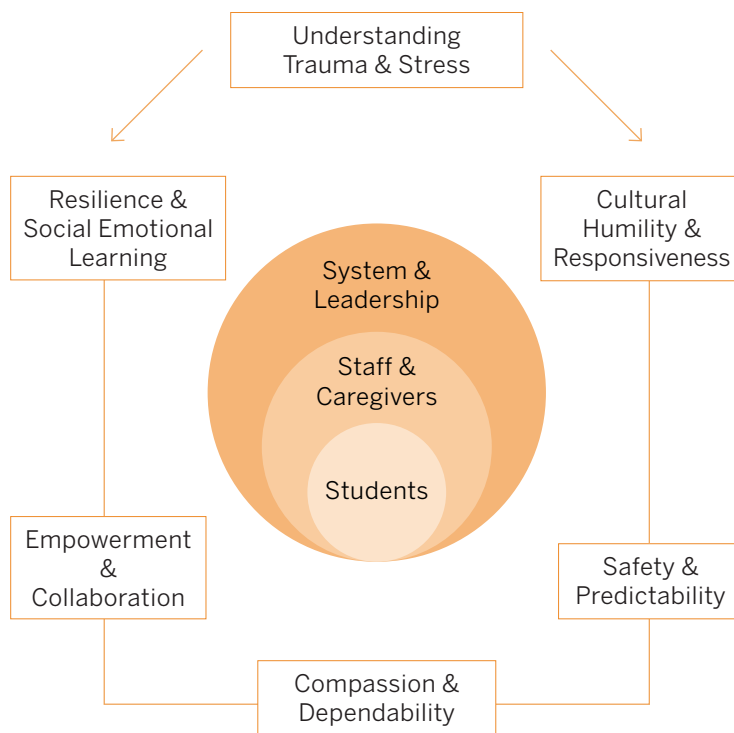 Understanding
Trauma & Stress
Resilience &
Social Emotional
Learning
Cultural
Humility &
Responsiveness
System &
Leadership
Staff &
Caregivers
Students
Empowerment
&
Collaboration
Safety &
Predictability
Compassion &
Dependability